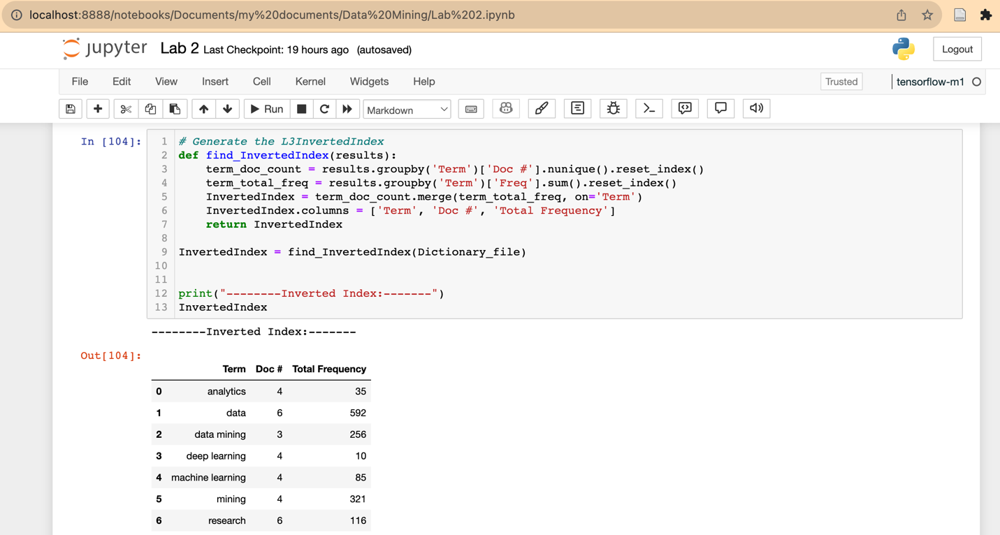 localhost:8888/notebooks/Documents/my%20documents/Data%20Mining/Lab%202.ipynb
jupyter Lab 2 Last Checkpoint: 19 hours ago (autosaved)
Logout
File Edit View Insert Cell Kernel Widgets Help
Trusted
tensorflow-m1
Run
Markdown
In [104]:
1 # Generate the L3InvertedIndex
2 def find_InvertedIndex(results):
3     term_doc_count = results.groupby('Term')['Doc #'].nunique().reset_index()
4     term_total_freq = results.groupby('Term')['Freq'].sum().reset_index()
5     InvertedIndex = term_doc_count.merge(term_total_freq, on='Term')
6     InvertedIndex.columns = ['Term', 'Doc #', 'Total Frequency']
7     return InvertedIndex
8
9 InvertedIndex = find_InvertedIndex(Dictionary_file)
10
11
12 print("--------Inverted Index:-------")
13 InvertedIndex
--------Inverted Index:-------
Out[104]:
Term Doc # Total Frequency
0 analytics 4 35
1 data 6 592
2 data mining 3 256
3 deep learning 4 10
4 machine learning 4 85
5 mining 4 321
6 research 6 116